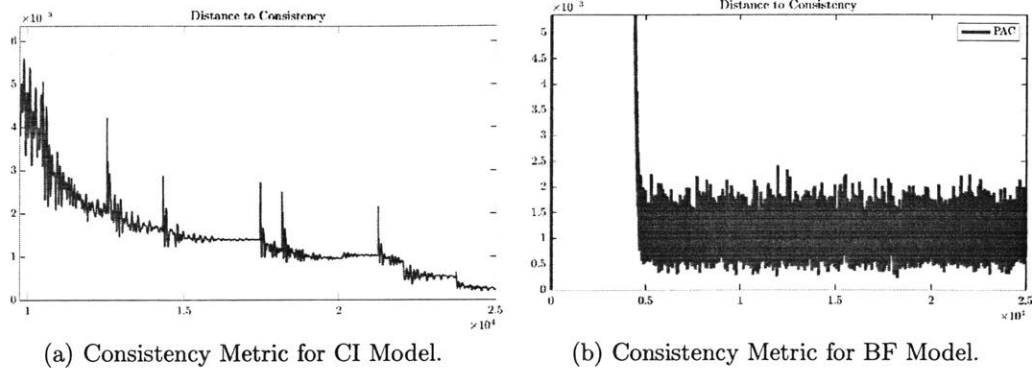 ×10⁻³ Distance to Consistency
6
5
4
3
2
1
0
1 1.5 2 2.5
×10⁴
(a) Consistency Metric for CI Model.
×10⁻³ Distance to Consistency
PAC
5
4.5
4
3.5
3
2.5
2
1.5
1
0.5
0
0.5 1 1.5 2 2.5
(b) Consistency Metric for BF Model.